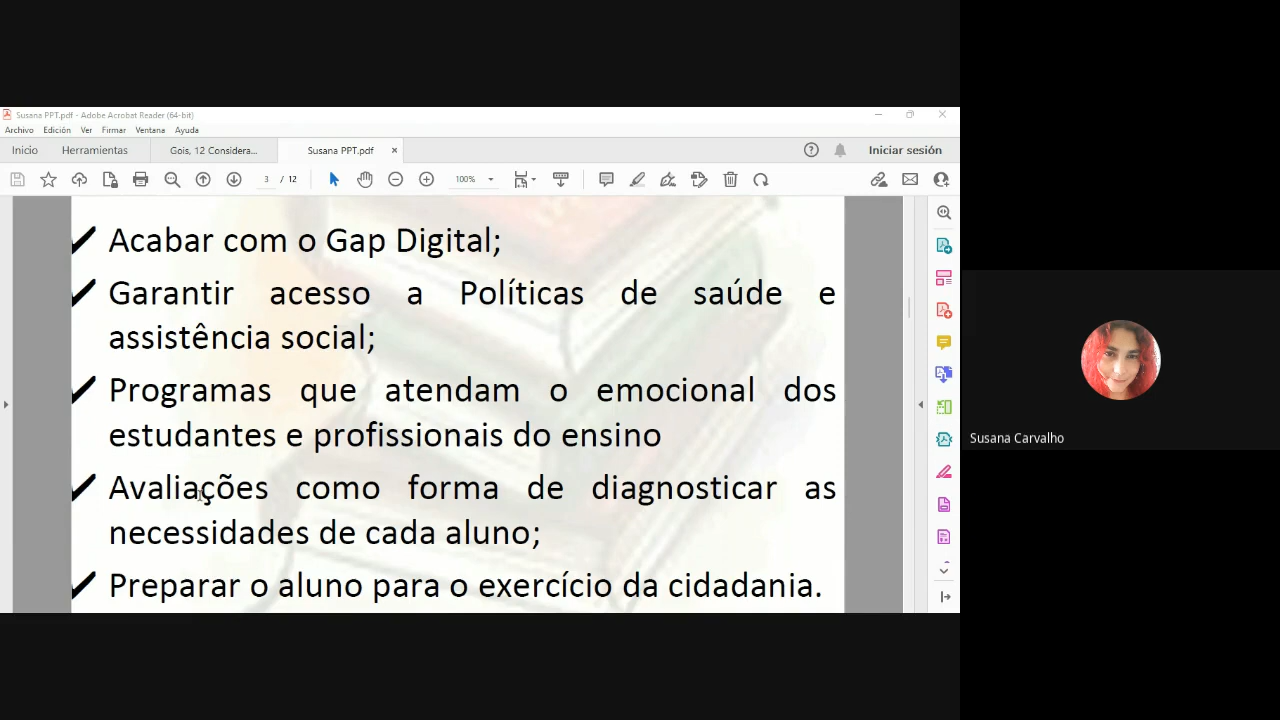 Susana PPT.pdf - Adobe Acrobat Reader (64-bit)
Archivo Edición Ver Firmar Ventana Ayuda
Inicio Herramientas Gois, 12 Considera... Susana PPT.pdf × Iniciar sesión
3 / 12 100%
Acabar com o Gap Digital;
Garantir acesso a Políticas de saúde e
assistência social;
Programas que atendam o emocional dos
estudantes e profissionais do ensino
Avaliações como forma de diagnosticar as
necessidades de cada aluno;
Preparar o aluno para o exercício da cidadania.
Susana Carvalho